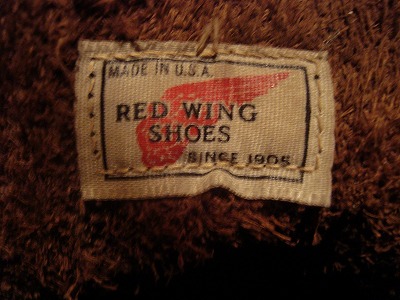 MADE IN U.S.A.
RED WING
SHOES
SINCE 1905